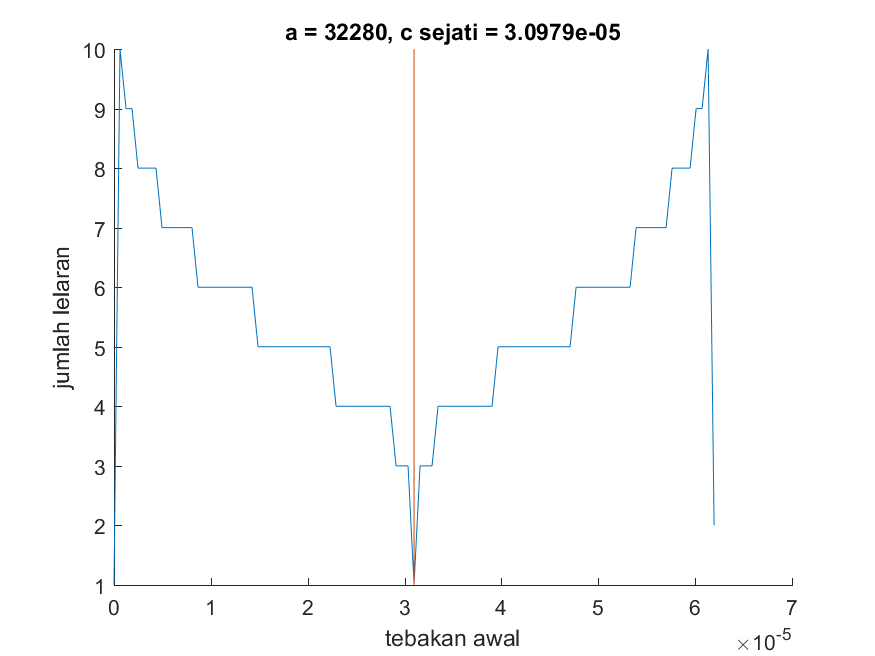 a = 32280, c sejati = 3.0979e-05
10
9
8
7
6
5
4
3
2
1
jumlah lelaran
0 1 2 3 4 5 6 7
tebakan awal
×10-5